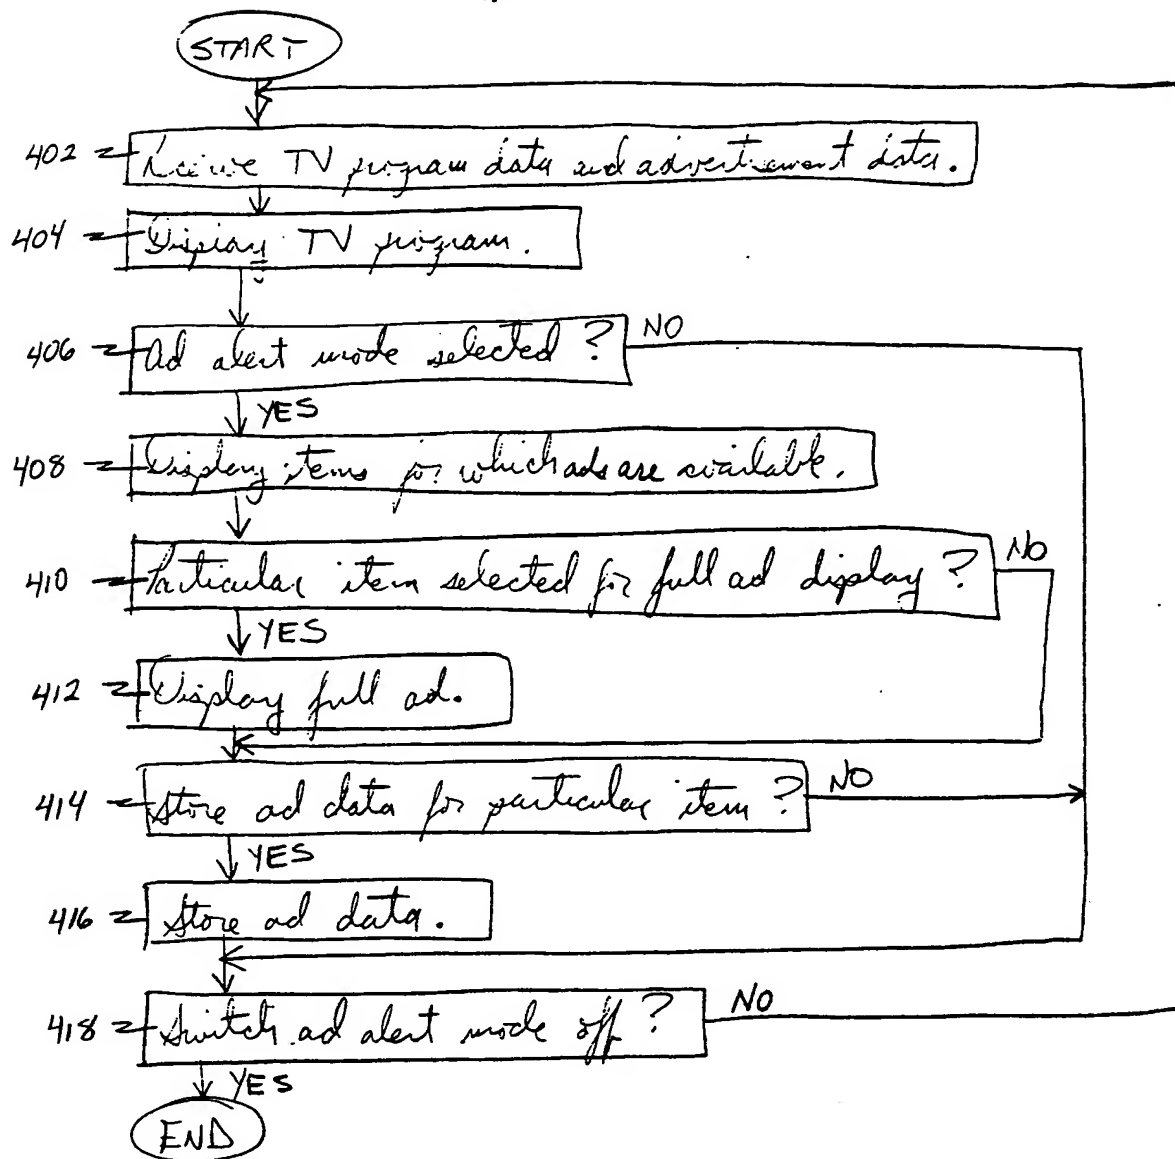 START
402 Receive TV program data and advertisement data.
404 Display TV program.
406 Ad alert mode selected? NO
YES
408 Display items for which ads are available.
410 Particular item selected for full ad display? NO
YES
412 Display full ad.
414 Store ad data for particular item? NO
YES
416 Store ad data.
418 Switch ad alert mode off? NO
YES
END